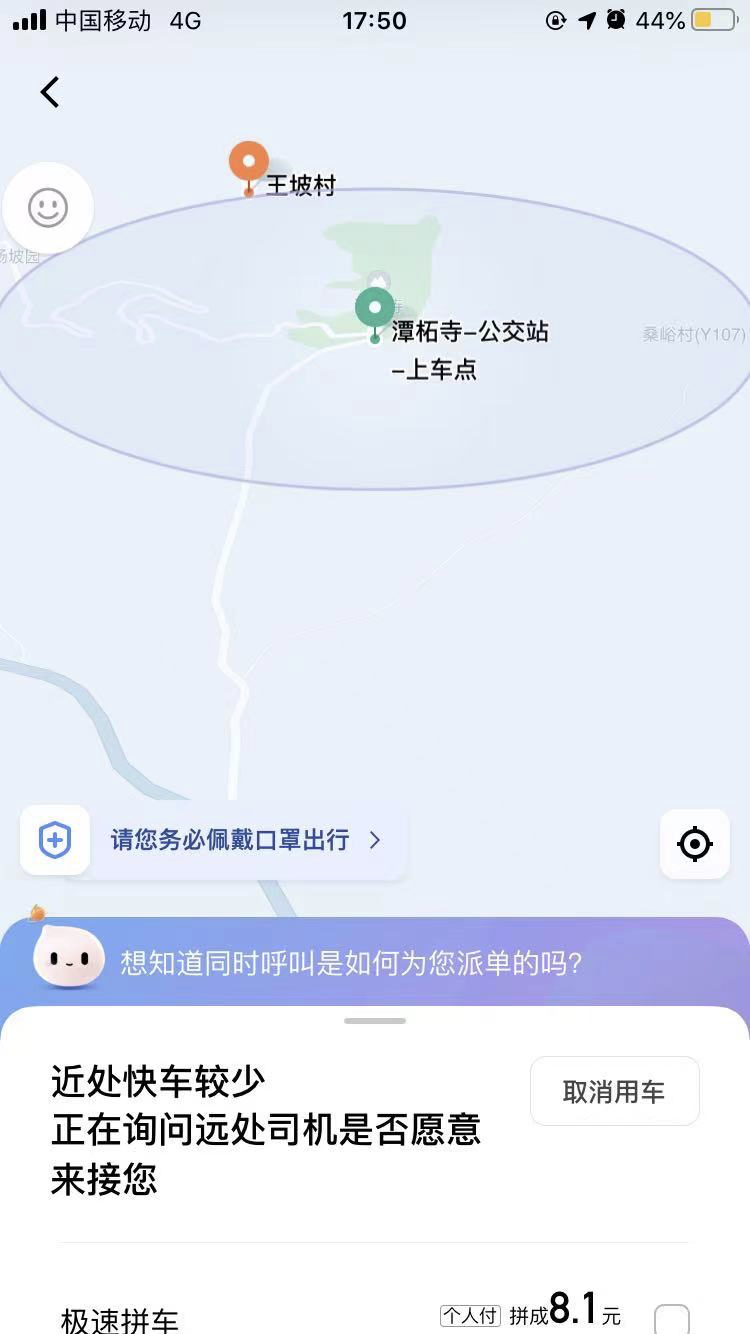 中国移动 4G 17:50 44%
王坡村
杨坡园
寺
潭柘寺-公交站
-上车点
桑峪村(Y107)
请您务必佩戴口罩出行
想知道同时呼叫是如何为您派单的吗?
近处快车较少
取消用车
正在询问远处司机是否愿意
来接您
极速拼车 个人付 拼成8.1元